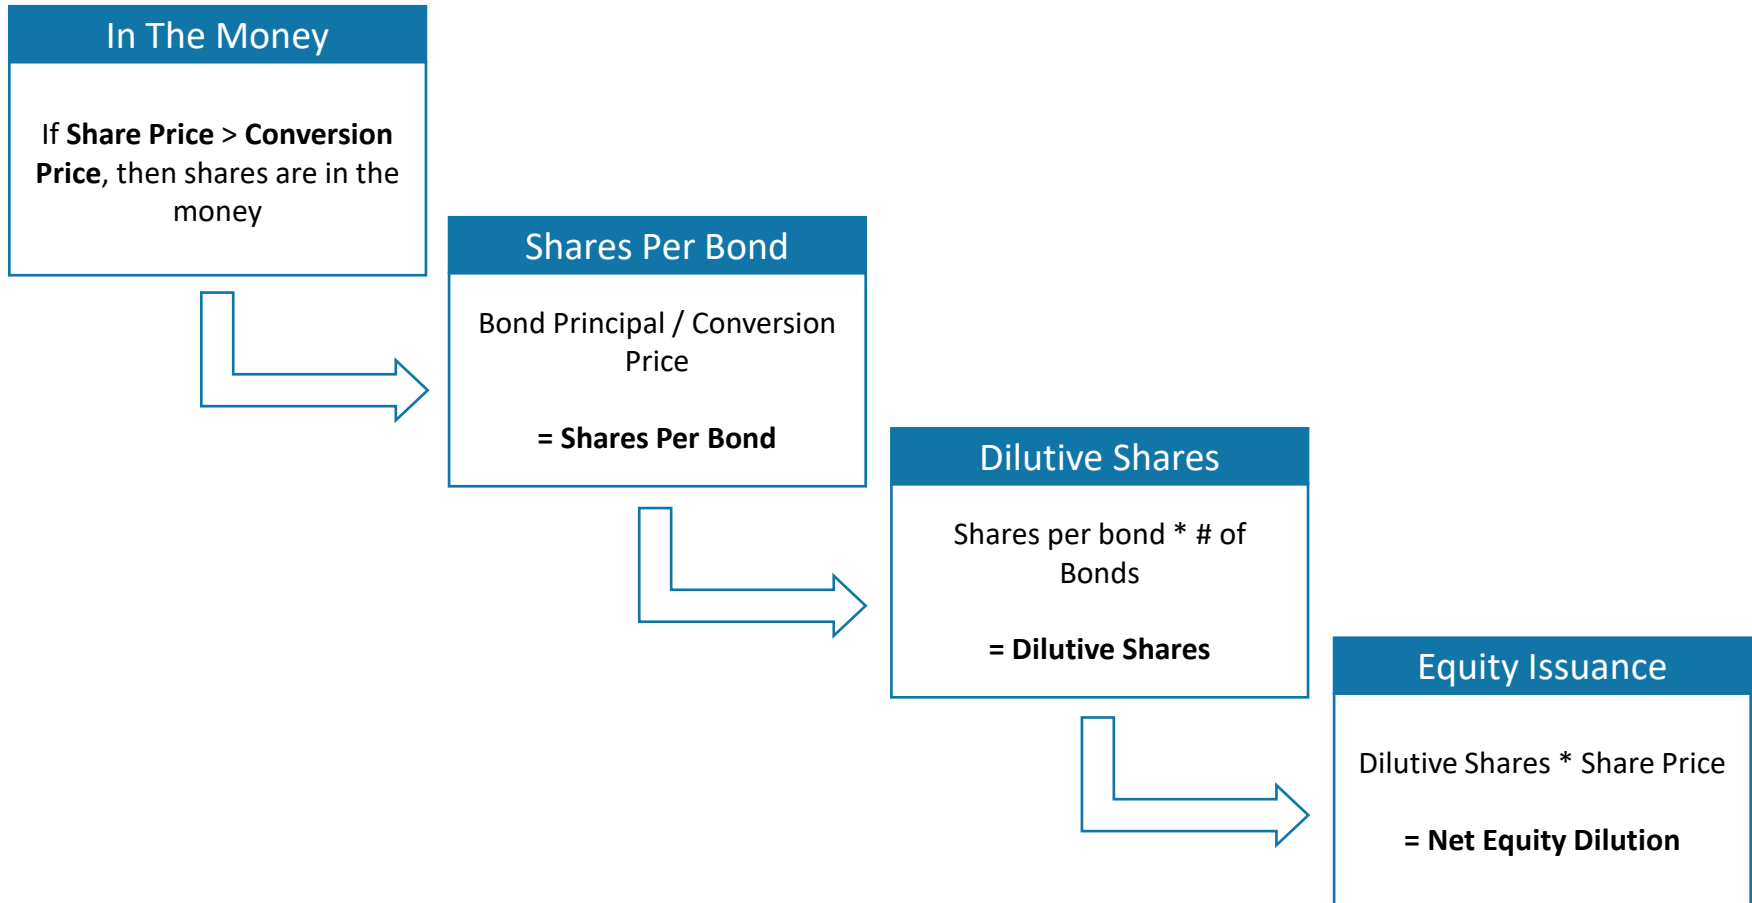 In The Money
If Share Price > Conversion
Price, then shares are in the
money
Shares Per Bond
Bond Principal / Conversion
Price
= Shares Per Bond
Dilutive Shares
Shares per bond * # of
Bonds
= Dilutive Shares
Equity Issuance
Dilutive Shares * Share Price
= Net Equity Dilution